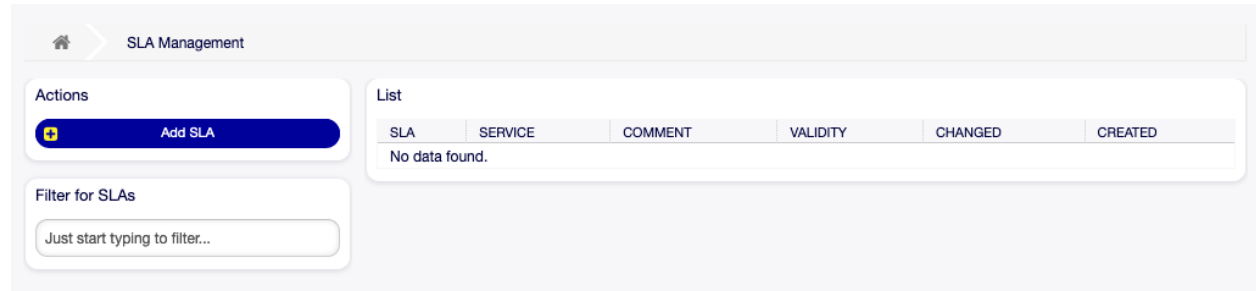 SLA Management
Actions
Add SLA
Filter for SLAs
Just start typing to filter...
List
SLA SERVICE COMMENT VALIDITY CHANGED CREATED
No data found.